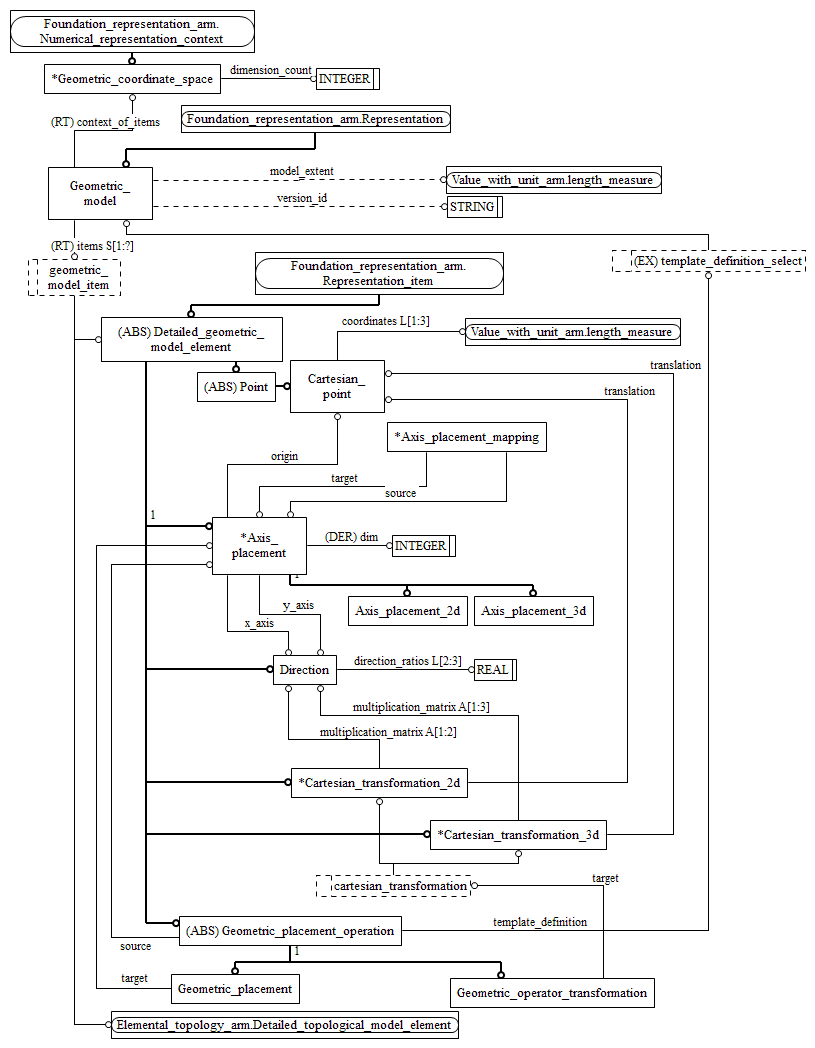 Foundation_representation_arm.
Numerical_representation_context
*Geometric_coordinate_space
dimension_count
INTEGER
(RT) context_of_items
Foundation_representation_arm.Representation
Geometric_
model
model_extent
Value_with_unit_arm.length_measure
version_id
STRING
(RT) items S[1:?]
geometric_
model_item
(EX) template_definition_select
Foundation_representation_arm.
Representation_item
(ABS) Detailed_geometric_
model_element
coordinates L[1:3]
Value_with_unit_arm.length_measure
(ABS) Point
Cartesian_
point
translation
translation
*Axis_placement_mapping
origin
target
source
1
*Axis_
placement
(DER) dim
INTEGER
1
Axis_placement_2d
Axis_placement_3d
y_axis
x_axis
Direction
direction_ratios L[2:3]
REAL
multiplication_matrix A[1:3]
multiplication_matrix A[1:2]
*Cartesian_transformation_2d
*Cartesian_transformation_3d
cartesian_transformation
target
(ABS) Geometric_placement_operation
template_definition
source
1
target
Geometric_placement
Geometric_operator_transformation
Elemental_topology_arm.Detailed_topological_model_element